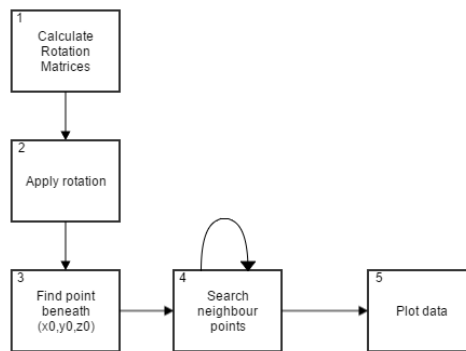 1
Calculate
Rotation
Matrices
2
Apply rotation
3
Find point
beneath
(x0,y0,z0)
4
Search
neighbour
points
5
Plot data